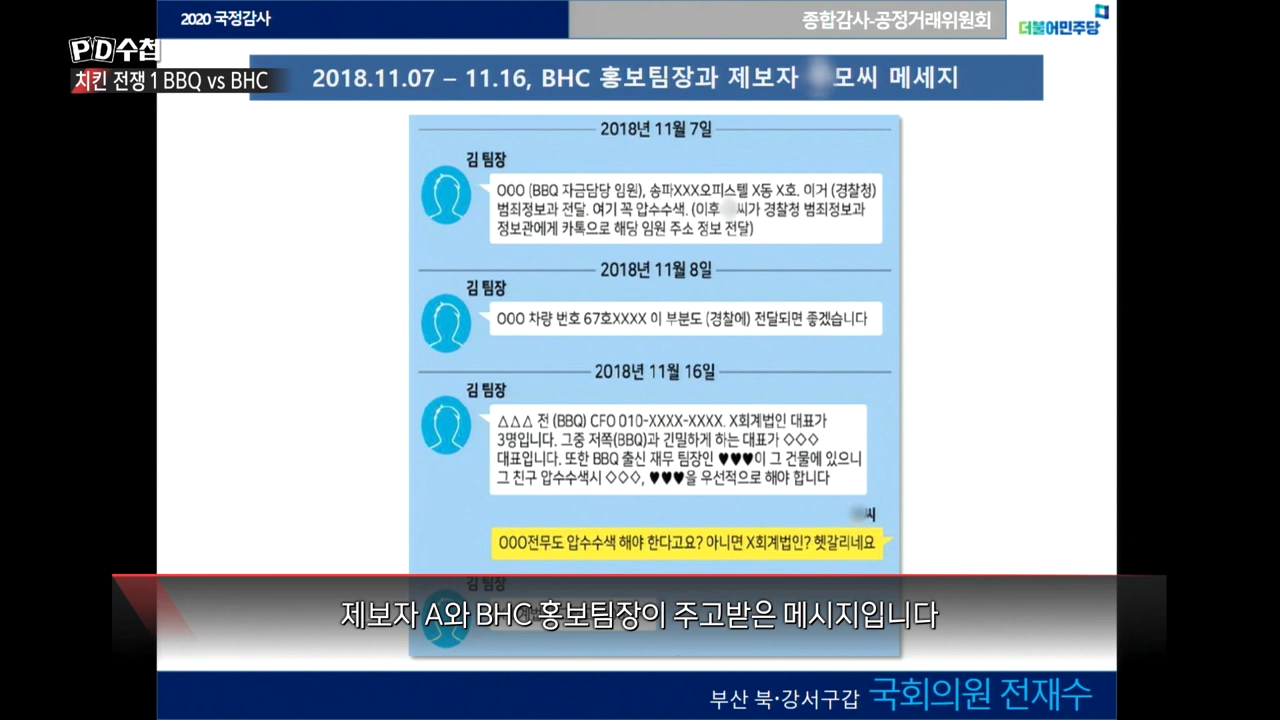 2020 국정감사
종합감사-공정거래위원회
더불어민주당
PD수첩
치킨 전쟁 1 BBQ vs BHC
2018.11.07 – 11.16, BHC 홍보팀장과 제보자 모씨 메세지
2018년 11월 7일
김 팀장
OOO (BBQ 자금담당 임원), 송파XXX오피스텔 X동 X호. 이거 (경찰청)
범죄정보과 전달. 여기 꼭 압수수색. (이후 씨가 경찰청 범죄정보과
정보관에게 카톡으로 해당 임원 주소 정보 전달)
2018년 11월 8일
김 팀장
OOO 차량 번호 67호XXXX 이 부분도 (경찰에) 전달되면 좋겠습니다
2018년 11월 16일
김 팀장
△△△ 전 (BBQ) CFO 010-XXXX-XXXX. X회계법인 대표가
3명입니다. 그중 저쪽(BBQ)과 긴밀하게 하는 대표가 ◇◇◇
대표입니다. 또한 BBQ 출신 재무 팀장인 ♥♥♥이 그 건물에 있으니
그 친구 압수수색시 ◇◇◇, ♥♥♥을 우선적으로 해야 합니다
씨
OOO전무도 압수수색 해야 한다고요? 아니면 X회계법인? 헷갈리네요
김 팀장
제보자 A와 BHC 홍보팀장이 주고받은 메시지입니다
부산 북·강서구갑 국회의원 전재수